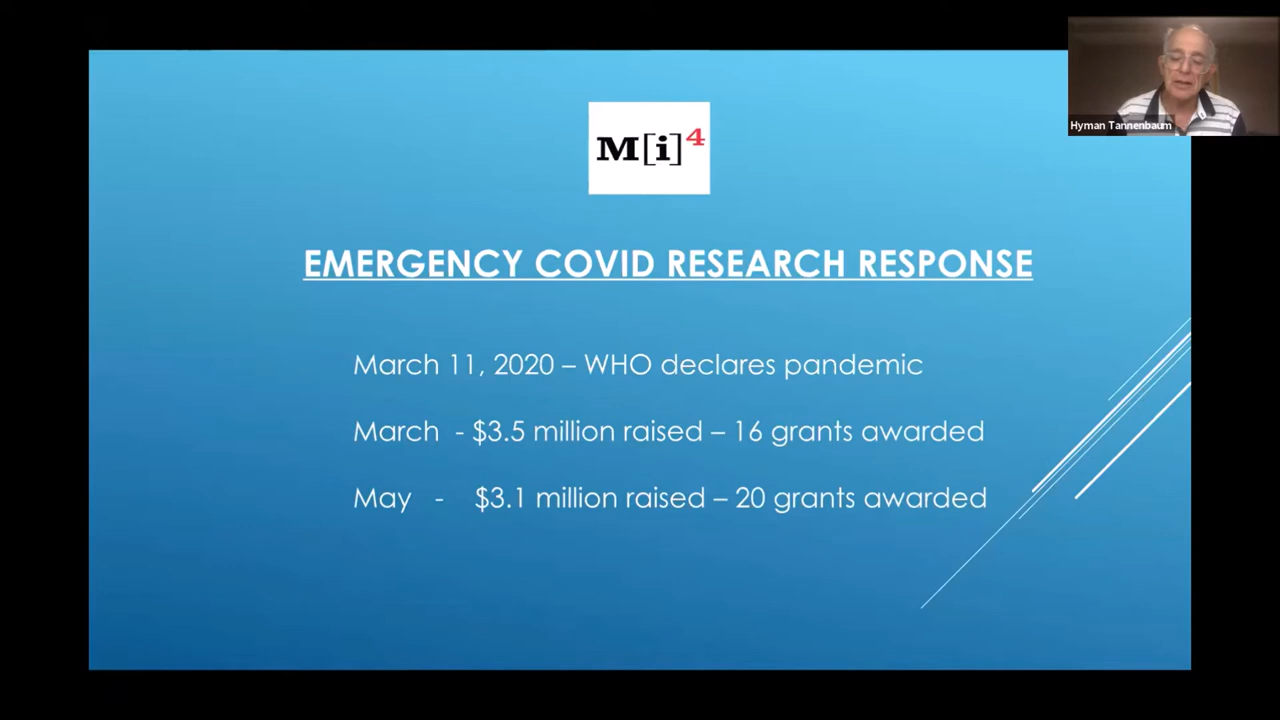 M[i]4
Hyman Tannenbaum
EMERGENCY COVID RESEARCH RESPONSE
March 11, 2020 – WHO declares pandemic
March - $3.5 million raised – 16 grants awarded
May - $3.1 million raised – 20 grants awarded